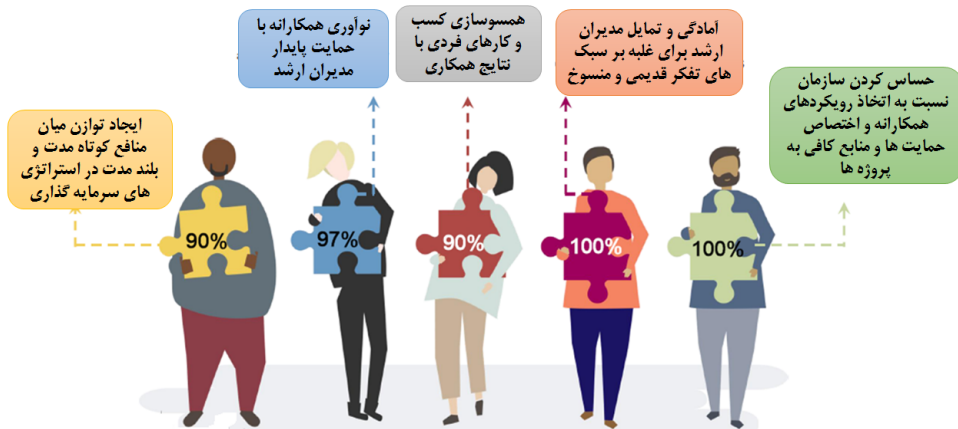 آمادگی و تمایل مدیران
ارشد برای غلبه بر سبک
های تفکر قدیمی و منسوخ
همسوسازی کسب
و کارهای فردی با
نتایج همکاری
نوآوری همکارانه با
حمایت پایدار
مدیران ارشد
حساس کردن سازمان
نسبت به اتخاذ رویکردهای
همکارانه و اختصاص
حمایت ها و منابع کافی به
پروژه ها
ایجاد توازن میان
منافع کوتاه مدت و
بلند مدت در استراتژی
های سرمایه گذاری
100%
100%
90%
97%
90%